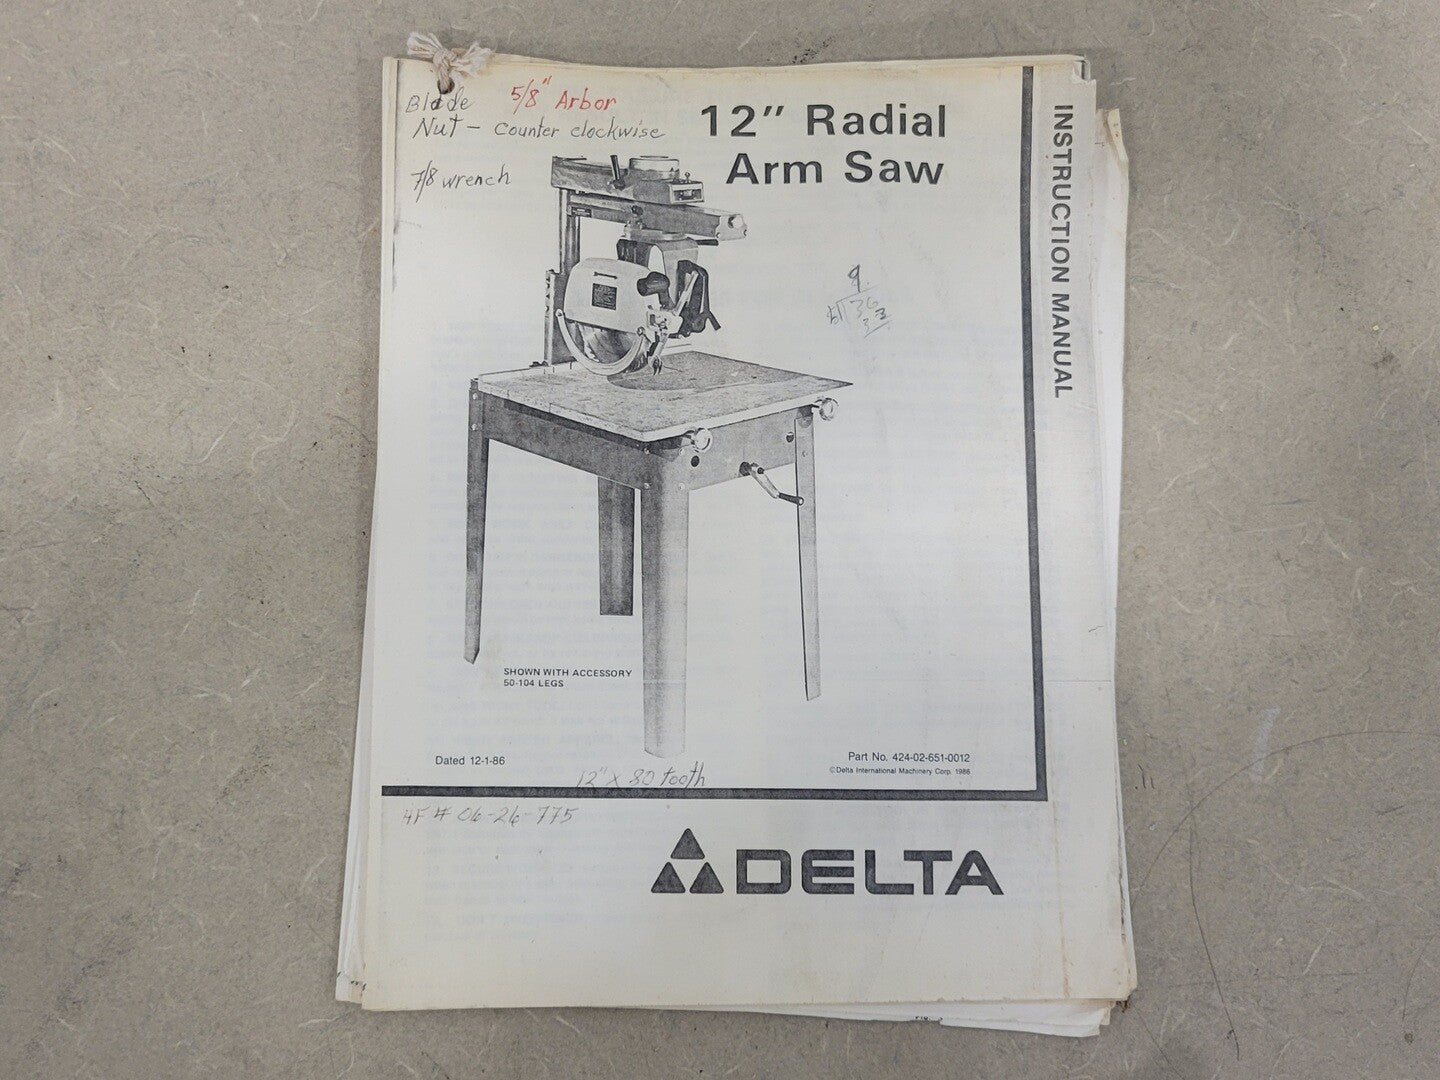 Blade 5/8" Arbor
Nut - counter clockwise
7/8 wrench
12" Radial
Arm Saw
INSTRUCTION MANUAL
9
36
SHOWN WITH ACCESSORY
50-104 LEGS
Dated 12-1-86
Part No. 424-02-651-0012
©Delta International Machinery Corp. 1986
12" X 80 tooth
# 06-26-775
DELTA